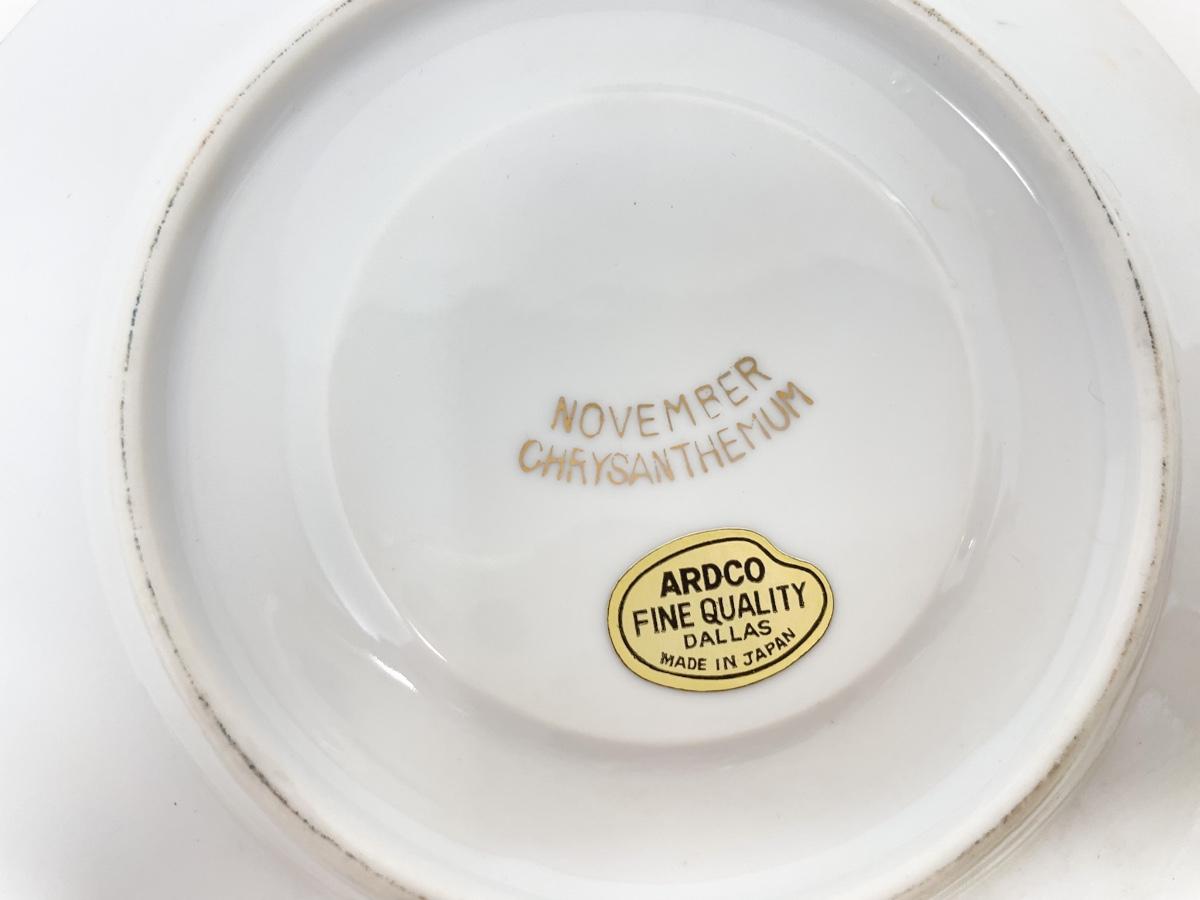 NOVEMBER
CHRYSANTHEMUM
ARDCO
FINE QUALITY
DALLAS
MADE IN JAPAN